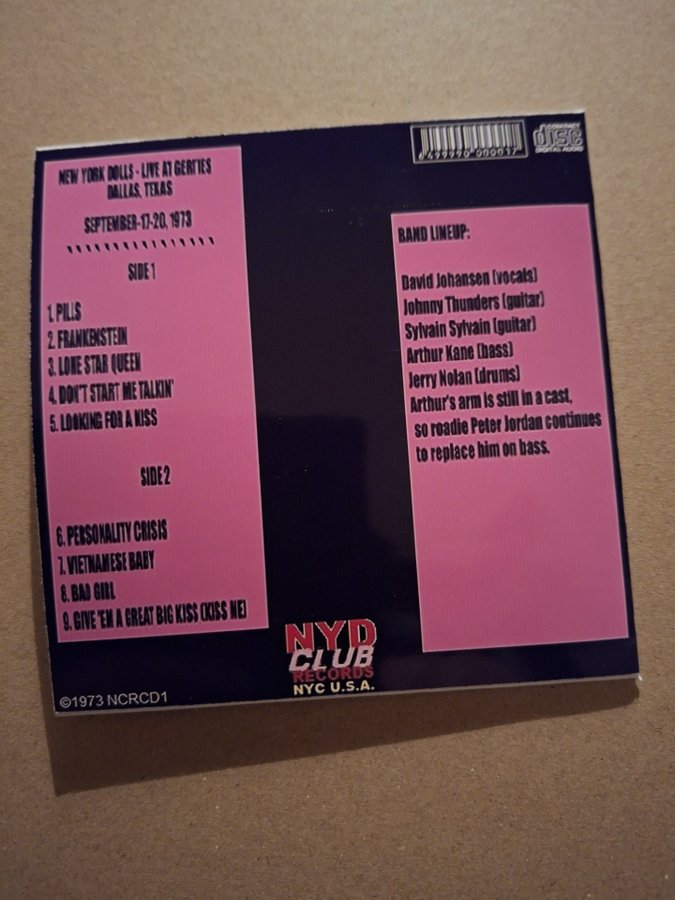 NEW YORK DOLLS - LIVE AT GERTIES
DALLAS, TEXAS
SEPTEMBER-17-20, 1973
SIDE 1
1. PILLS
2. FRANKENSTEIN
3. LONE STAR QUEEN
4. DON'T START ME TALKIN'
5. LOOKING FOR A KISS
SIDE 2
6. PERSONALITY CRISIS
7. VIETNAMESE BABY
8. BAD GIRL
9. GIVE 'EM A GREAT BIG KISS (KISS ME)
©1973 NCRCD1
NYD
CLUB
RECORDS
NYC U.S.A.
COMPACT
disc
DIGITAL AUDIO
BAND LINEUP:
David Johansen (vocals)
Johnny Thunders (guitar)
Sylvain Sylvain (guitar)
Arthur Kane (bass)
Jerry Nolan (drums)
Arthur's arm is still in a cast,
so roadie Peter Jordan continues
to replace him on bass.